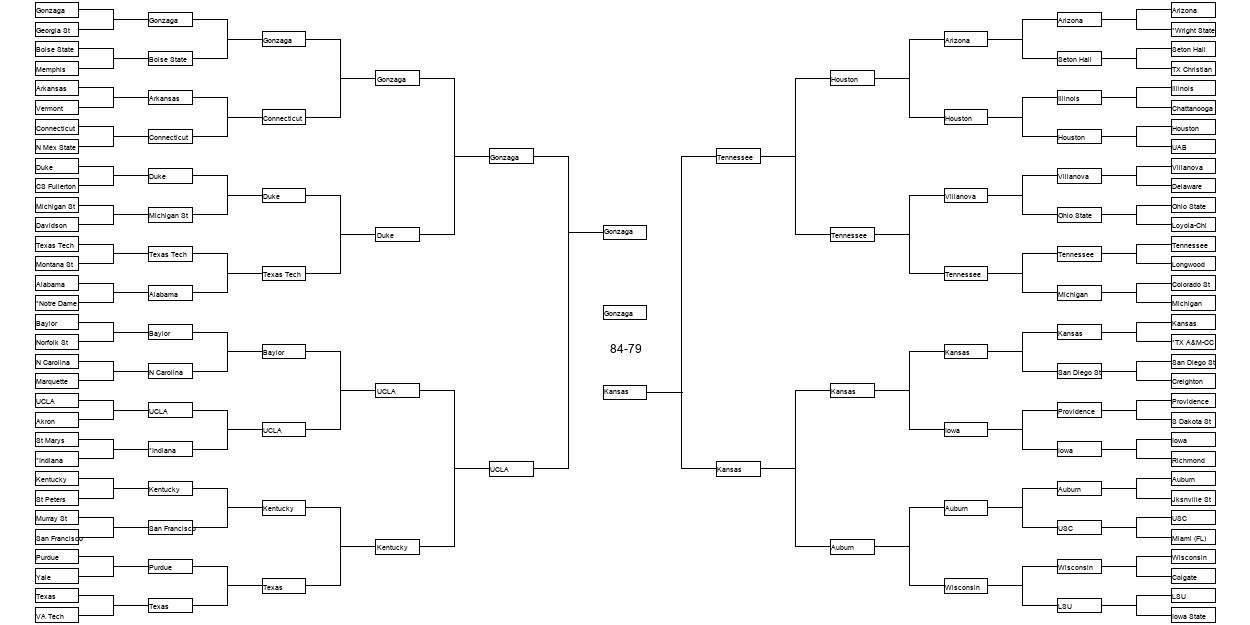 Gonzaga
Georgia St
Boise State
Memphis
Arkansas
Vermont
Connecticut
N Mex State
Duke
CS Fullerton
Michigan St
Davidson
Texas Tech
Montana St
Alabama
*Notre Dame
Baylor
Norfolk St
N Carolina
Marquette
UCLA
Akron
St Marys
*Indiana
Kentucky
St Peters
Murray St
San Francisco
Purdue
Yale
Texas
VA Tech
Gonzaga
Boise State
Arkansas
Connecticut
Duke
Michigan St
Texas Tech
Alabama
Baylor
N Carolina
UCLA
*Indiana
Kentucky
San Francisco
Purdue
Texas
Gonzaga
Connecticut
Duke
Texas Tech
Baylor
UCLA
Kentucky
Texas
Gonzaga
Duke
UCLA
Kentucky
Gonzaga
UCLA
Gonzaga
Gonzaga
84-79
Kansas
Tennessee
Kansas
Houston
Tennessee
Kansas
Auburn
Arizona
Houston
Villanova
Tennessee
Kansas
Iowa
Auburn
Wisconsin
Arizona
Seton Hall
Illinois
Houston
Villanova
Ohio State
Tennessee
Michigan
Kansas
San Diego St
Providence
Iowa
Auburn
USC
Wisconsin
LSU
Arizona
*Wright State
Seton Hall
TX Christian
Illinois
Chattanooga
Houston
UAB
Villanova
Delaware
Ohio State
Loyola-Chi
Tennessee
Longwood
Colorado St
Michigan
Kansas
*TX A&M-CC
San Diego St
Creighton
Providence
S Dakota St
Iowa
Richmond
Auburn
Jksnville St
USC
Miami (FL)
Wisconsin
Colgate
LSU
Iowa State